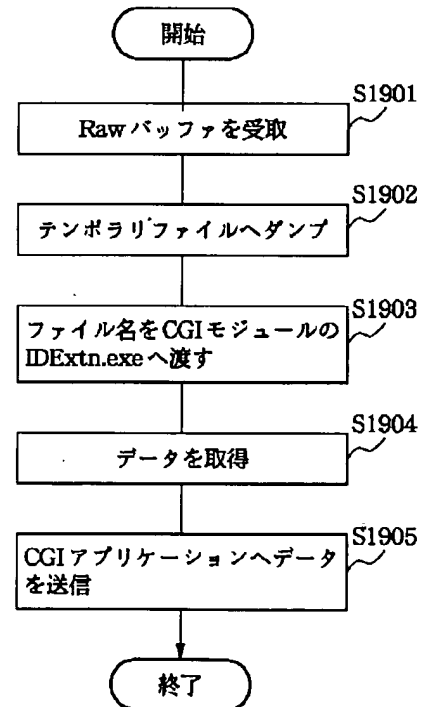 開始
S1901
Rawバッファを受取
S1902
テンポラリファイルへダンプ
S1903
ファイル名をCGIモジュールの
IDExtn.exeへ渡す
S1904
データを取得
S1905
CGIアプリケーションへデータ
を送信
終了